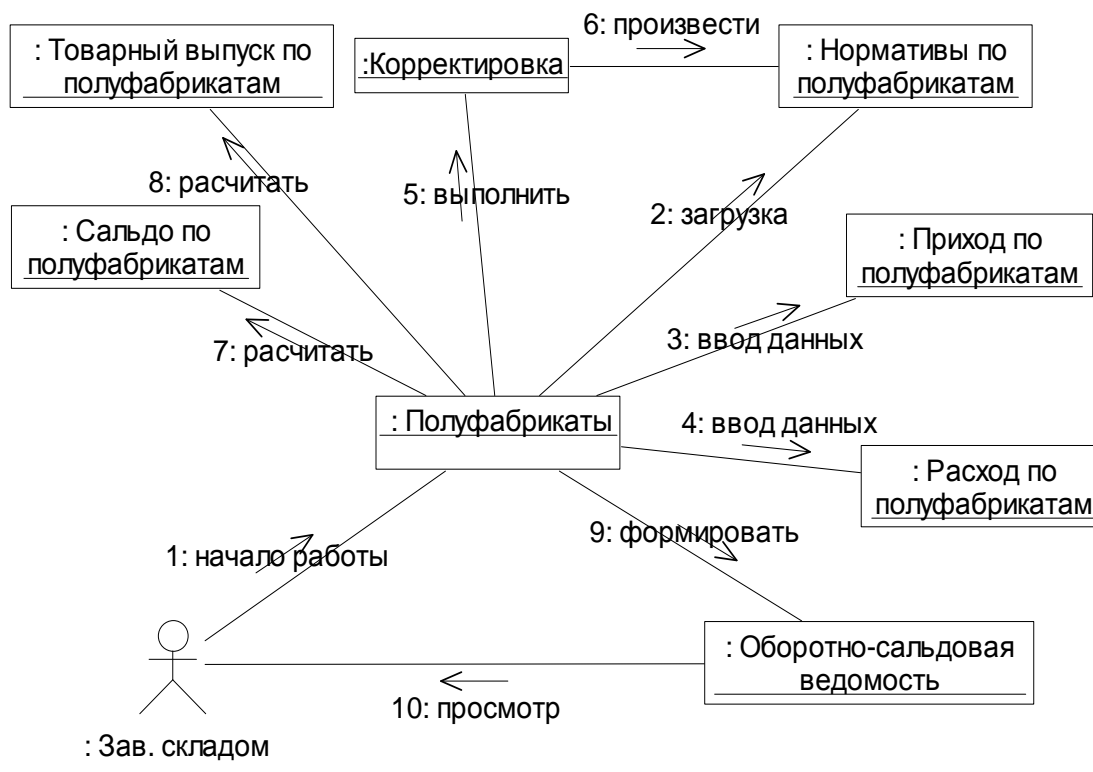 6: произвести
: Товарный выпуск по
полуфабрикатам
:Корректировка
: Нормативы по
полуфабрикатам
8: расчитать
5: выполнить
2: загрузка
: Сальдо по
полуфабрикатам
: Приход по
полуфабрикатам
7: расчитать
3: ввод данных
: Полуфабрикаты
4: ввод данных
: Расход по
полуфабрикатам
9: формировать
1: начало работы
: Оборотно-сальдовая
ведомость
10: просмотр
: Зав. складом